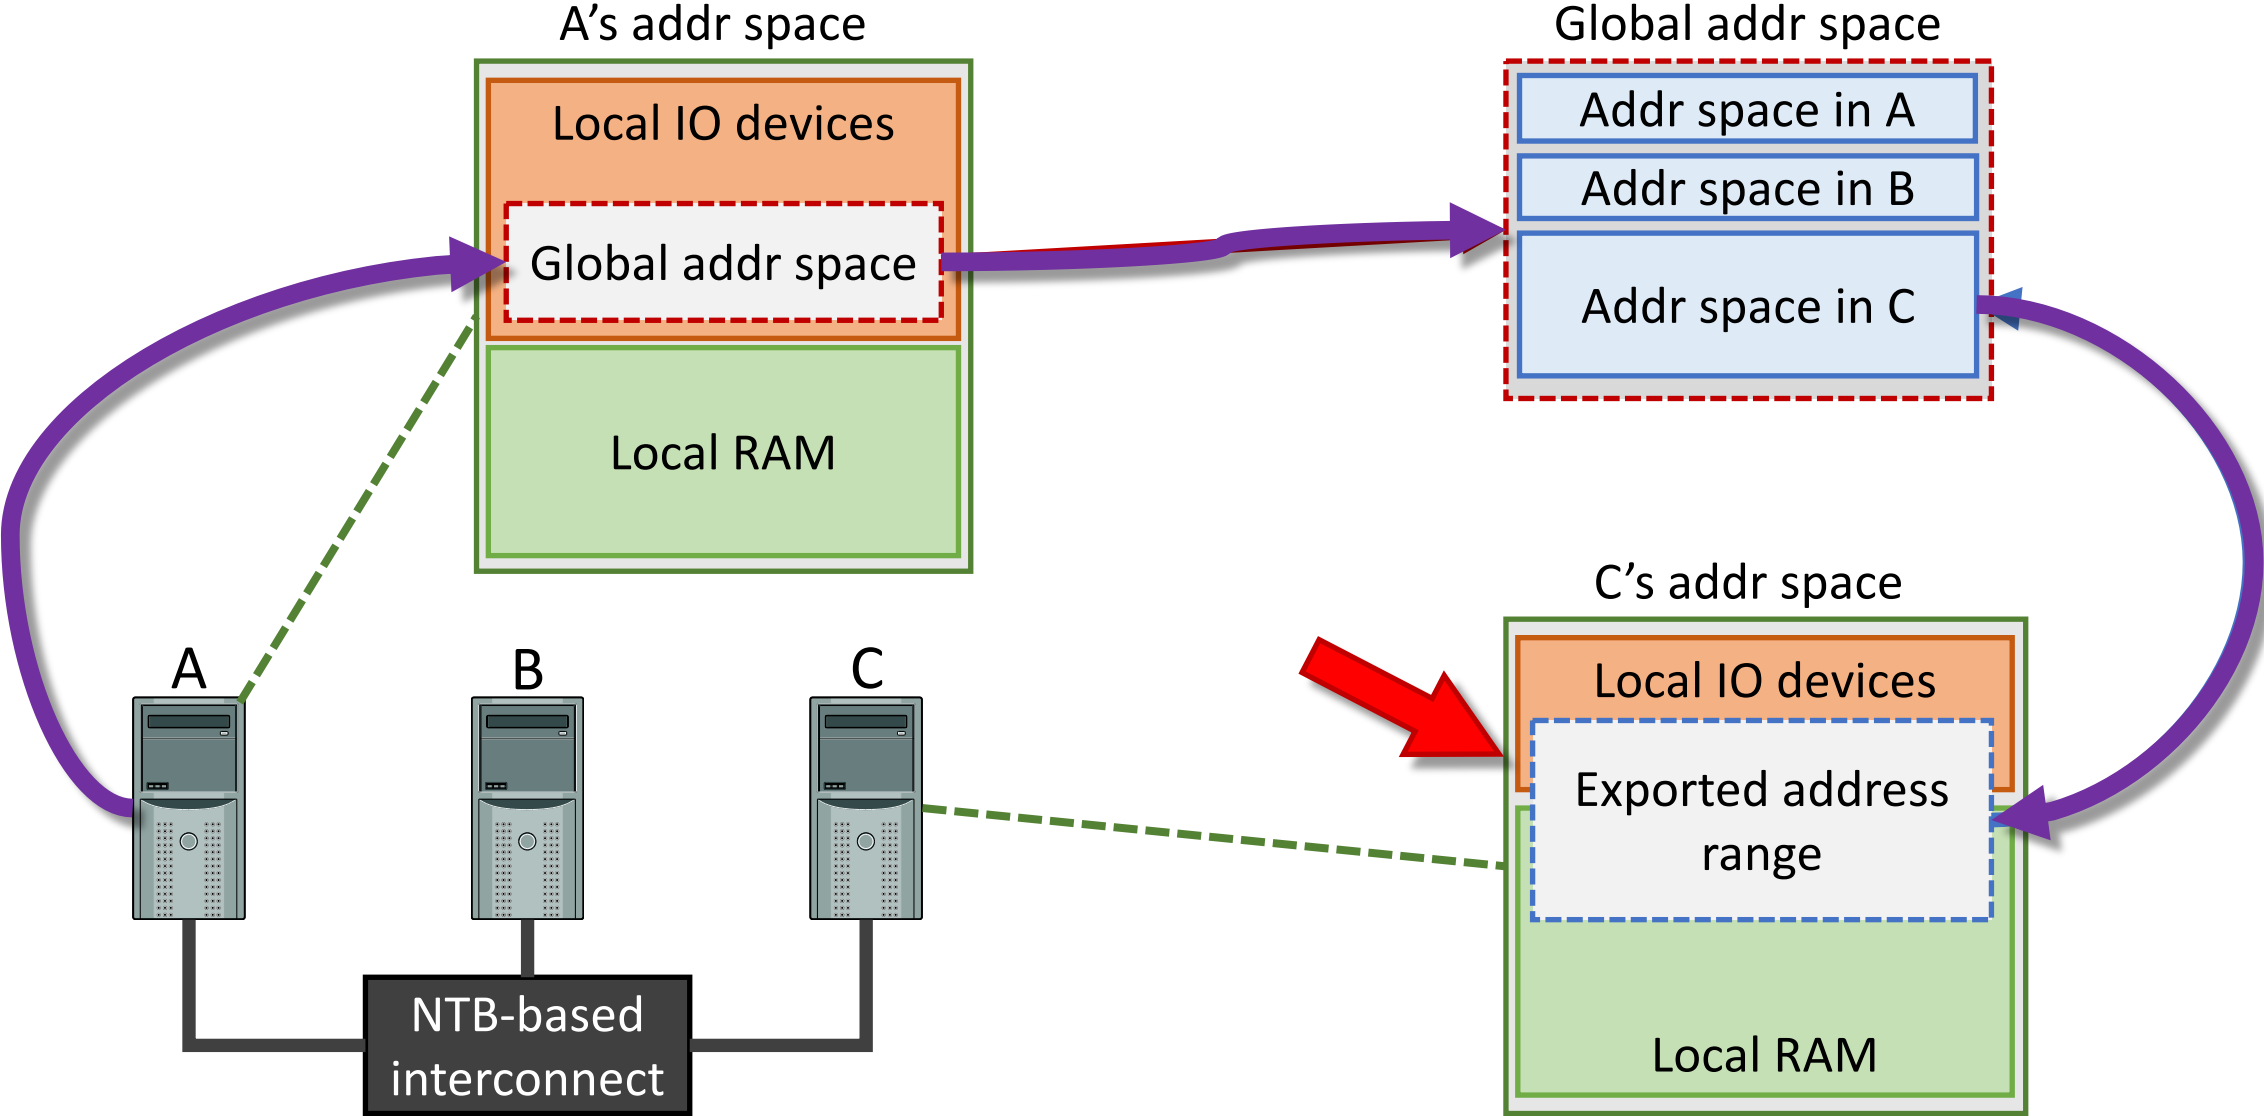 A’s addr space
Local IO devices
Global addr space
Local RAM
Global addr space
Addr space in A
Addr space in B
Addr space in C
C’s addr space
Local IO devices
Exported address
range
Local RAM
A
B
C
NTB-based
interconnect